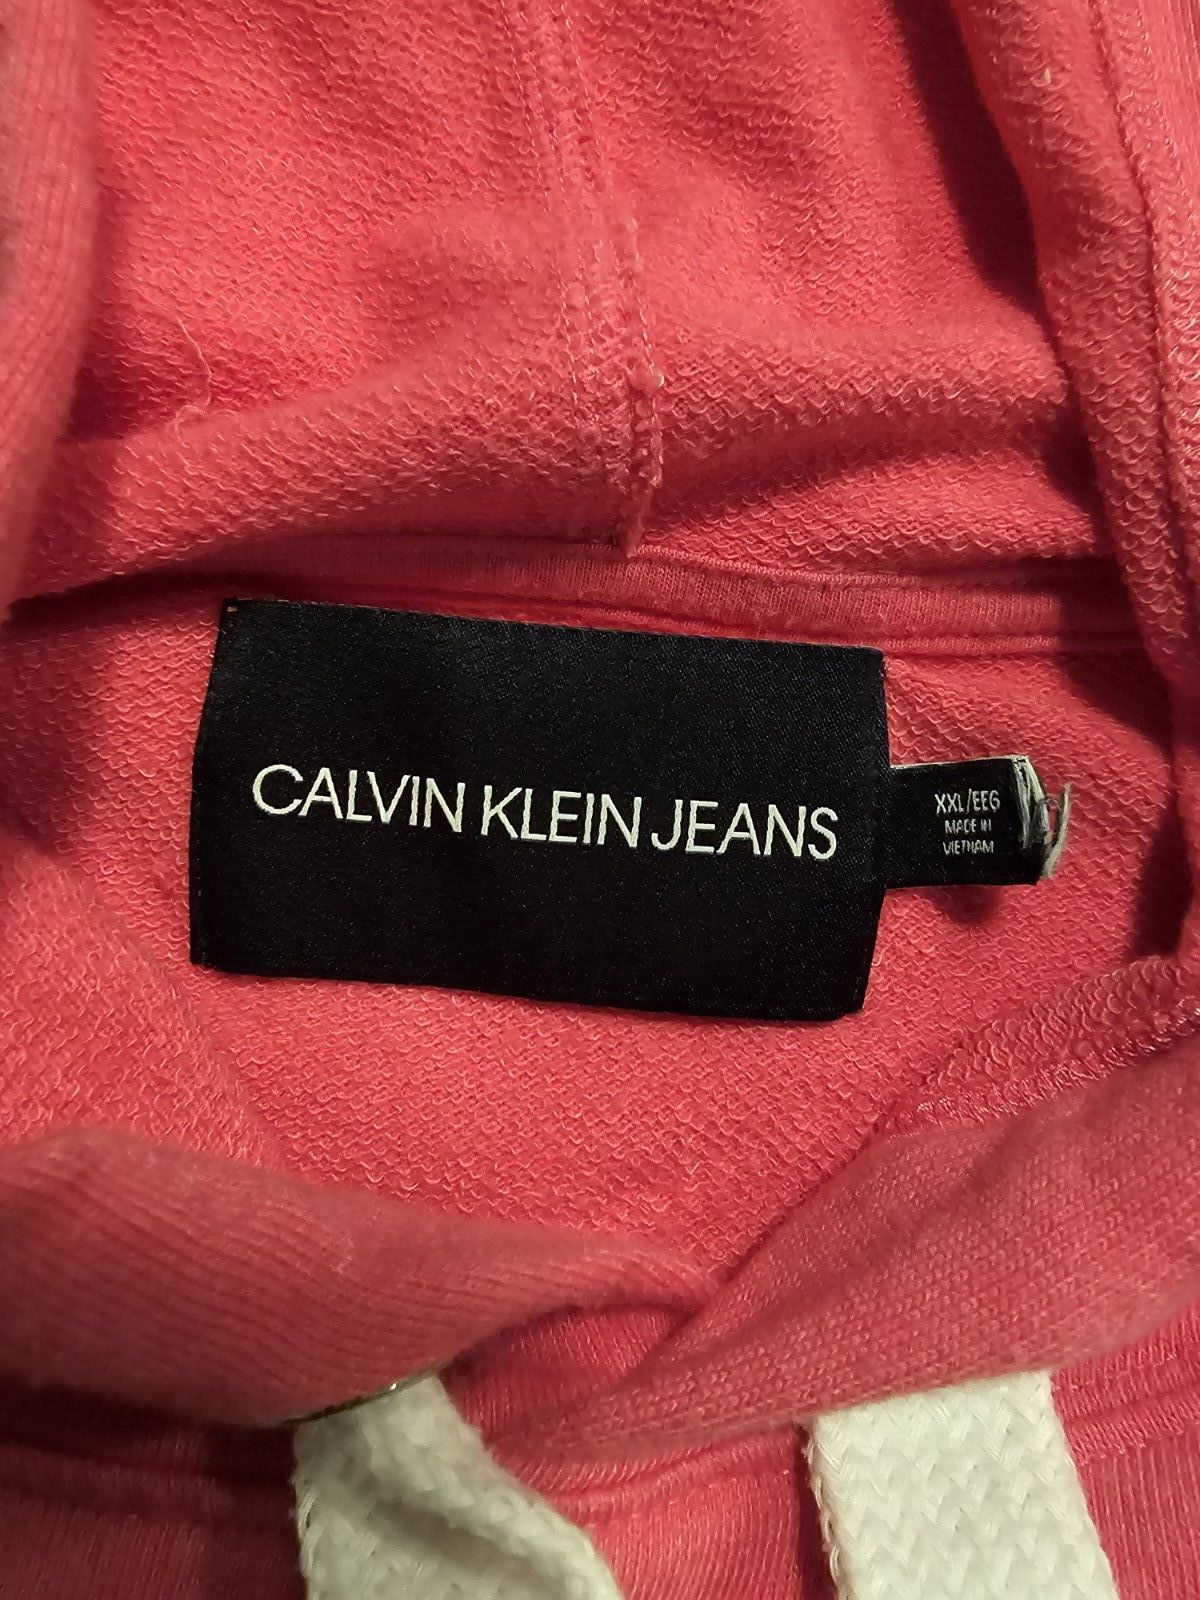 CALVIN KLEIN JEANS
XXL/EEG
MADE IN
VIETNAM